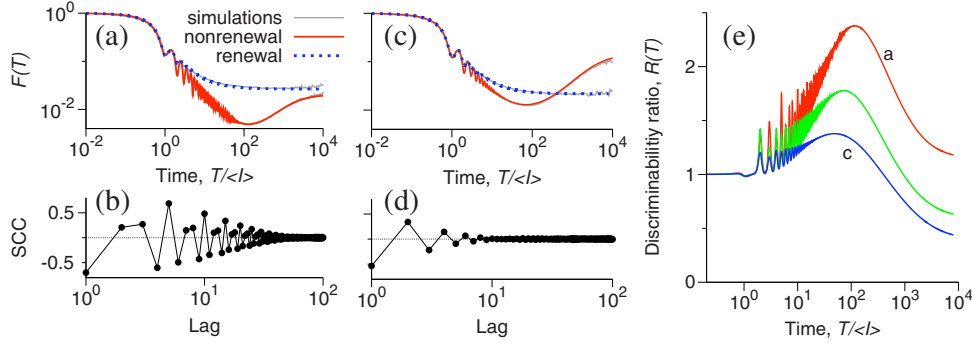 simulations
nonrenewal
renewal
(a)
F(T)
10^0
10^-2
10^-2 10^0 10^2 10^4
Time, T/<I>
(c)
10^-2 10^0 10^2 10^4
Time, T/<I>
(b)
SCC
0.5
-0.5
10^0 10^1 10^2
Lag
(d)
10^0 10^1 10^2
Lag
(e)
Discriminabilitiy ratio, R(T)
2
1
0
a
c
10^0 10^1 10^2 10^3 10^4
Time, T/<I>